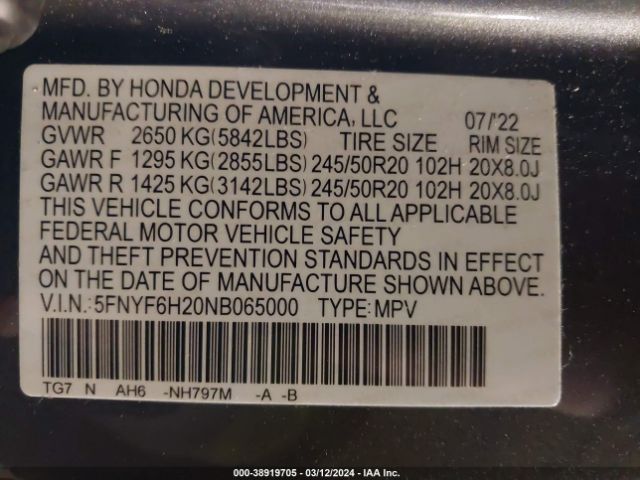 MFD. BY HONDA DEVELOPMENT &
MANUFACTURING OF AMERICA, LLC 07/'22
GVWR 2650 KG(5842LBS) TIRE SIZE RIM SIZE
GAWR F 1295 KG(2855LBS) 245/50R20 102H 20X8.0J
GAWR R 1425 KG(3142LBS) 245/50R20 102H 20X8.0J
THIS VEHICLE CONFORMS TO ALL APPLICABLE
FEDERAL MOTOR VEHICLE SAFETY
AND THEFT PREVENTION STANDARDS IN EFFECT
ON THE DATE OF MANUFACTURE SHOWN ABOVE.
V.I.N.: 5FNYF6H20NB065000 TYPE: MPV
TG7 N AH6 -NH797M -A -B
000-38919705 - 03/12/2024 - IAA Inc.